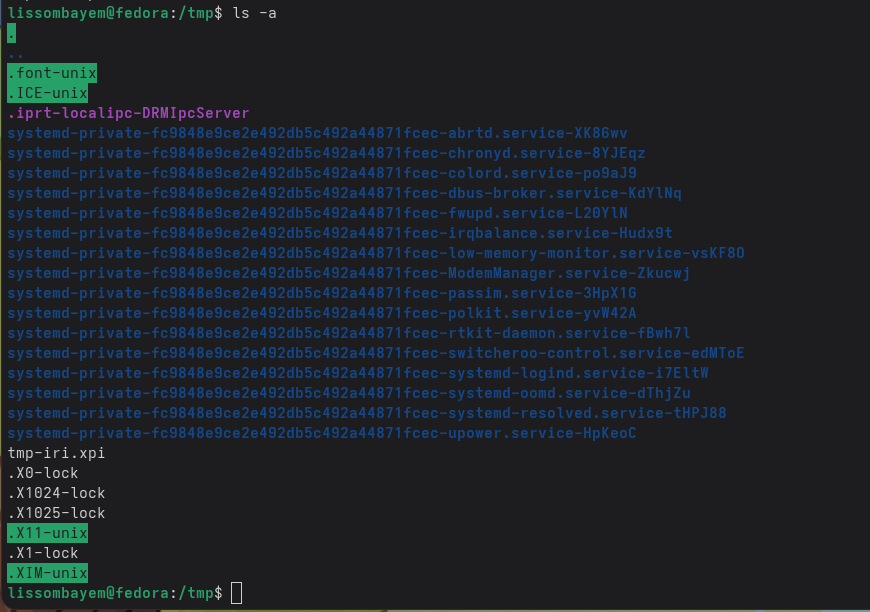 lissombayem@fedora:/tmp$ ls -a
.
..
.font-unix
.ICE-unix
.iprt-localipc-DRMIpcServer
systemd-private-fc9848e9ce2e492db5c492a44871fcec-abrtd.service-XK86wv
systemd-private-fc9848e9ce2e492db5c492a44871fcec-chronyd.service-8YJEqz
systemd-private-fc9848e9ce2e492db5c492a44871fcec-colord.service-po9aJ9
systemd-private-fc9848e9ce2e492db5c492a44871fcec-dbus-broker.service-KdYlNq
systemd-private-fc9848e9ce2e492db5c492a44871fcec-fwupd.service-L20YlN
systemd-private-fc9848e9ce2e492db5c492a44871fcec-irqbalance.service-Hudx9t
systemd-private-fc9848e9ce2e492db5c492a44871fcec-low-memory-monitor.service-vsKF8O
systemd-private-fc9848e9ce2e492db5c492a44871fcec-ModemManager.service-Zkucwj
systemd-private-fc9848e9ce2e492db5c492a44871fcec-passim.service-3HpX1G
systemd-private-fc9848e9ce2e492db5c492a44871fcec-polkit.service-yvW42A
systemd-private-fc9848e9ce2e492db5c492a44871fcec-rtkit-daemon.service-fBwh7l
systemd-private-fc9848e9ce2e492db5c492a44871fcec-switcheroo-control.service-edMToE
systemd-private-fc9848e9ce2e492db5c492a44871fcec-systemd-logind.service-i7EltW
systemd-private-fc9848e9ce2e492db5c492a44871fcec-systemd-oomd.service-dThjZu
systemd-private-fc9848e9ce2e492db5c492a44871fcec-systemd-resolved.service-tHPJ88
systemd-private-fc9848e9ce2e492db5c492a44871fcec-upower.service-HpKeoC
tmp-iri.xpi
.X0-lock
.X1024-lock
.X1025-lock
.X11-unix
.X1-lock
.XIM-unix
lissombayem@fedora:/tmp$